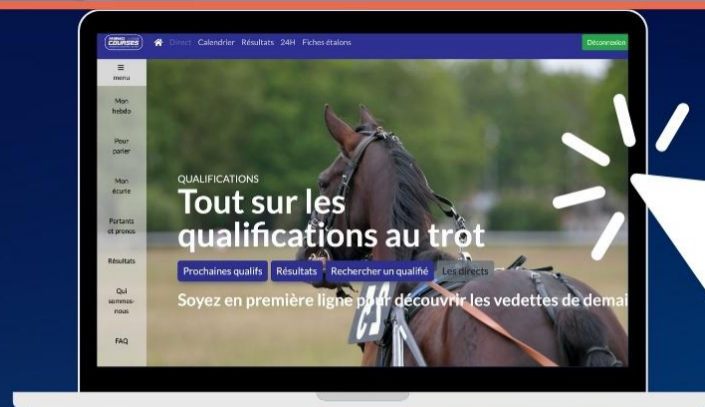 COURSES
Direct Calendrier Résultats 24H Fiches étalons
Déconnexion
menu
Mon
hebdo
Pour
parier
Mon
écurie
Partants
et pronos
Résultats
Qui
sommes-
nous
FAQ
QUALIFICATIONS
Tout sur les
qualifications au trot
Prochaines qualifs Résultats Rechercher un qualifié Les directs
Soyez en première ligne pour découvrir les vedettes de demai